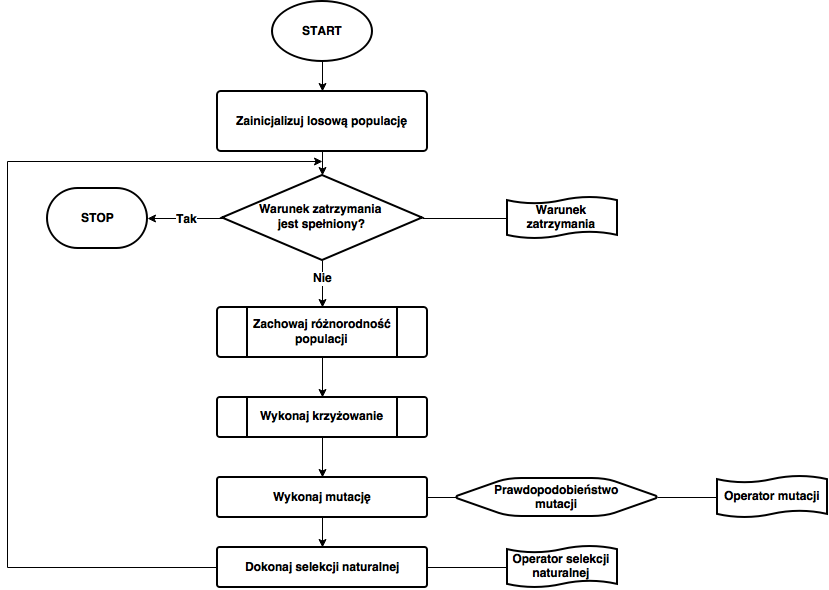 START
Zainicjalizuj losową populację
Warunek zatrzymania
jest spełniony?
Tak
STOP
Warunek
zatrzymania
Nie
Zachowaj różnorodność
populacji
Wykonaj krzyżowanie
Wykonaj mutację
Prawdopodobieństwo
mutacji
Operator mutacji
Dokonaj selekcji naturalnej
Operator selekcji
naturalnej